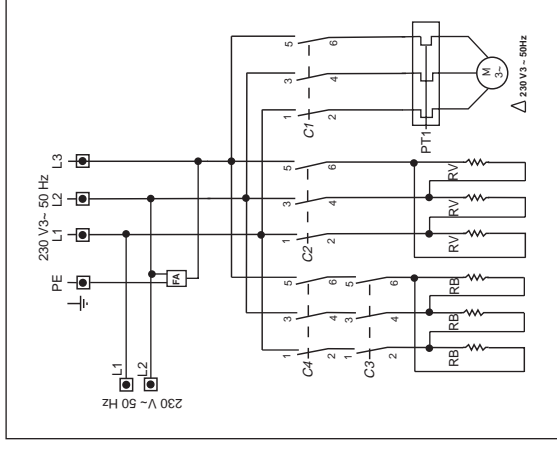 230 V3~ 50 Hz
PE
L1
L2
L3
FA
L1
L2
230 V~ 50 Hz
1
2
3
4
5
6
C1
PT1
M
3~
△ 230 V3 ~ 50Hz
1
2
3
4
5
6
C2
RV
RV
RV
1
2
3
4
5
6
C4
1
2
3
4
5
6
C3
RB
RB
RB